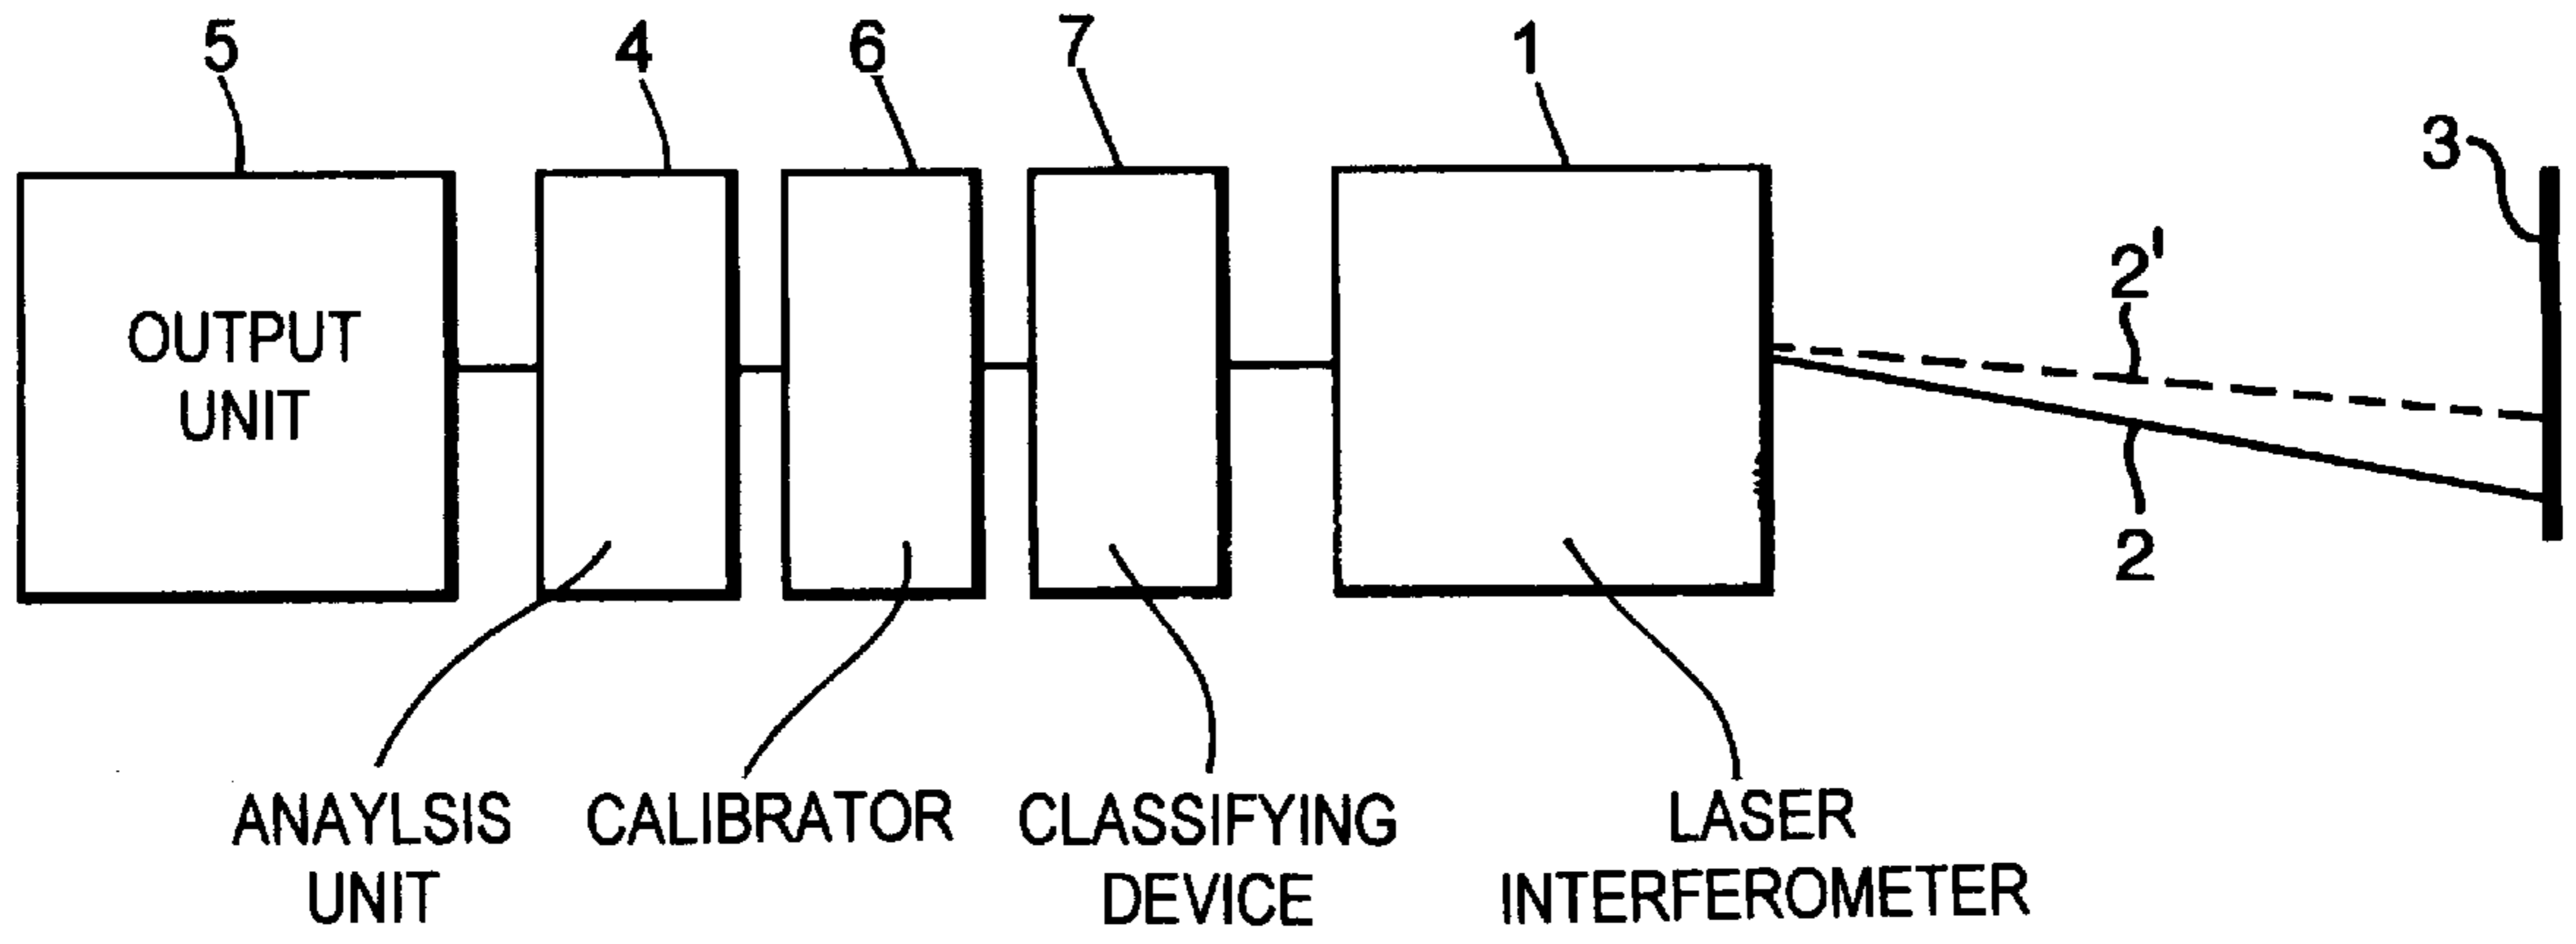 5
4
6
7
1
3
2'
2
OUTPUT
UNIT
ANAYLSIS
UNIT
CALIBRATOR
CLASSIFYING
DEVICE
LASER
INTERFEROMETER